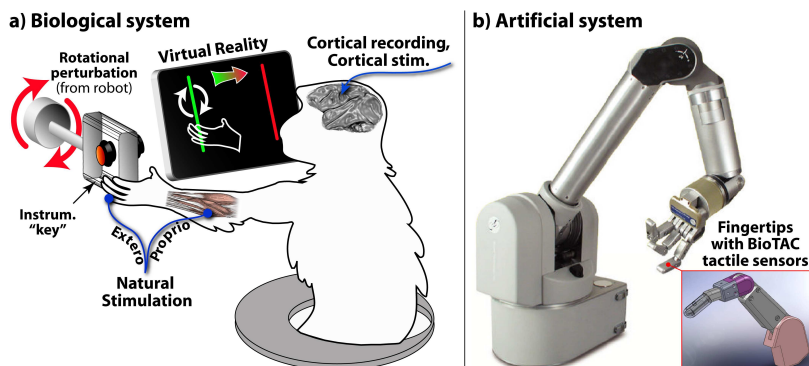 a) Biological system
Rotational
perturbation
(from robot)
Virtual Reality
Cortical recording,
Cortical stim.
Instrum.
“key”
Extero
Proprio
Natural
Stimulation
b) Artificial system
Fingertips
with BioTAC
tactile sensors